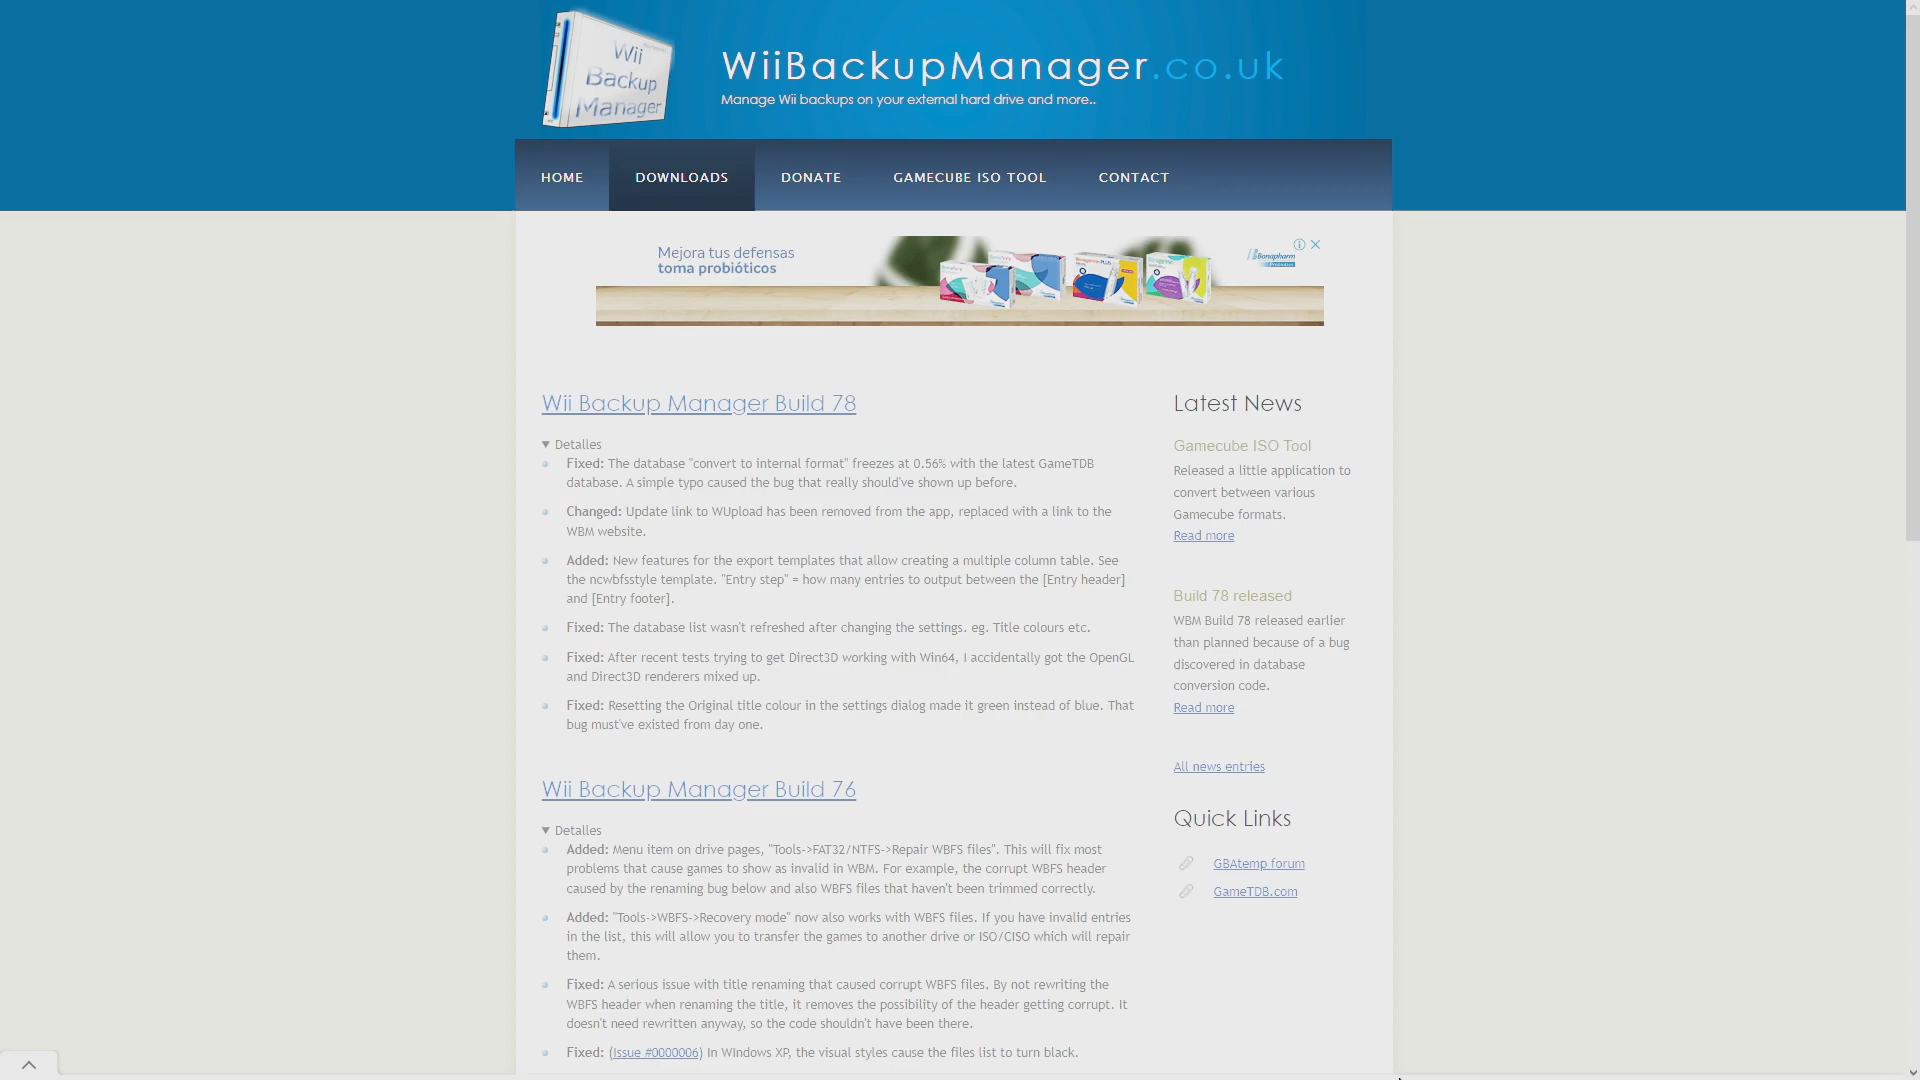 Wii
Backup
Manager
WiiBackupManager.co.uk
Manage Wii backups on your external hard drive and more..
HOME
DOWNLOADS
DONATE
GAMECUBE ISO TOOL
CONTACT
Mejora tus defensas
toma probióticos
Bonapharm
Wii Backup Manager Build 78
Detalles
Fixed: The database "convert to internal format" freezes at 0.56% with the latest GameTDB
database. A simple typo caused the bug that really should've shown up before.
Changed: Update link to WUpload has been removed from the app, replaced with a link to the
WBM website.
Added: New features for the export templates that allow creating a multiple column table. See
the ncwbfsstyle template. "Entry step" = how many entries to output between the [Entry header]
and [Entry footer].
Fixed: The database list wasn't refreshed after changing the settings. eg. Title colours etc.
Fixed: After recent tests trying to get Direct3D working with Win64, I accidentally got the OpenGL
and Direct3D renderers mixed up.
Fixed: Resetting the Original title colour in the settings dialog made it green instead of blue. That
bug must've existed from day one.
Wii Backup Manager Build 76
Detalles
Added: Menu item on drive pages, "Tools->FAT32/NTFS->Repair WBFS files". This will fix most
problems that cause games to show as invalid in WBM. For example, the corrupt WBFS header
caused by the renaming bug below and also WBFS files that haven't been trimmed correctly.
Added: "Tools->WBFS->Recovery mode" now also works with WBFS files. If you have invalid entries
in the list, this will allow you to transfer the games to another drive or ISO/CISO which will repair
them.
Fixed: A serious issue with title renaming that caused corrupt WBFS files. By not rewriting the
WBFS header when renaming the title, it removes the possibility of the header getting corrupt. It
doesn't need rewritten anyway, so the code shouldn't have been there.
Fixed: (Issue #0000006) In WIndows XP, the visual styles cause the files list to turn black.
Latest News
Gamecube ISO Tool
Released a little application to
convert between various
Gamecube formats.
Read more
Build 78 released
WBM Build 78 released earlier
than planned because of a bug
discovered in database
conversion code.
Read more
All news entries
Quick Links
GBAtemp forum
GameTDB.com